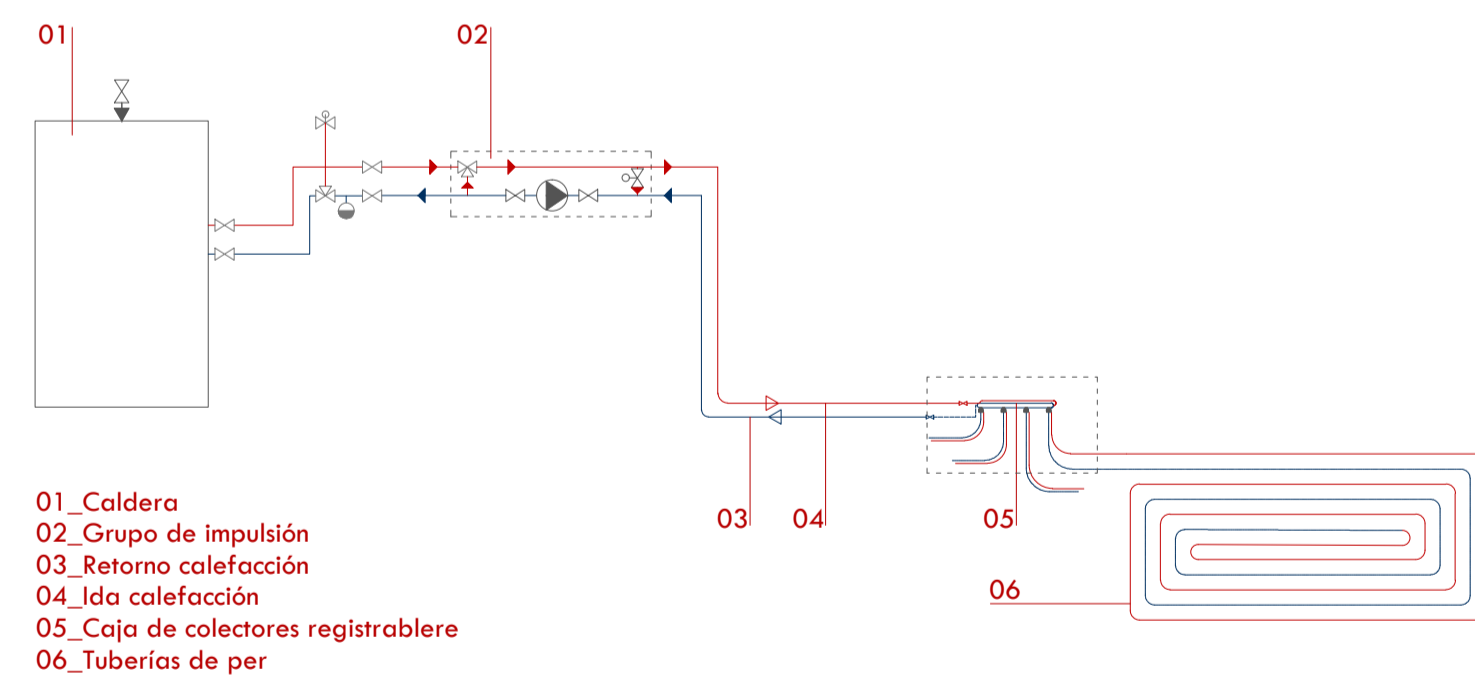 01
02
03
04
05
06
01_Caldera
02_Grupo de impulsión
03_Retorno calefacción
04_Ida calefacción
05_Caja de colectores registrablere
06_Tuberías de per